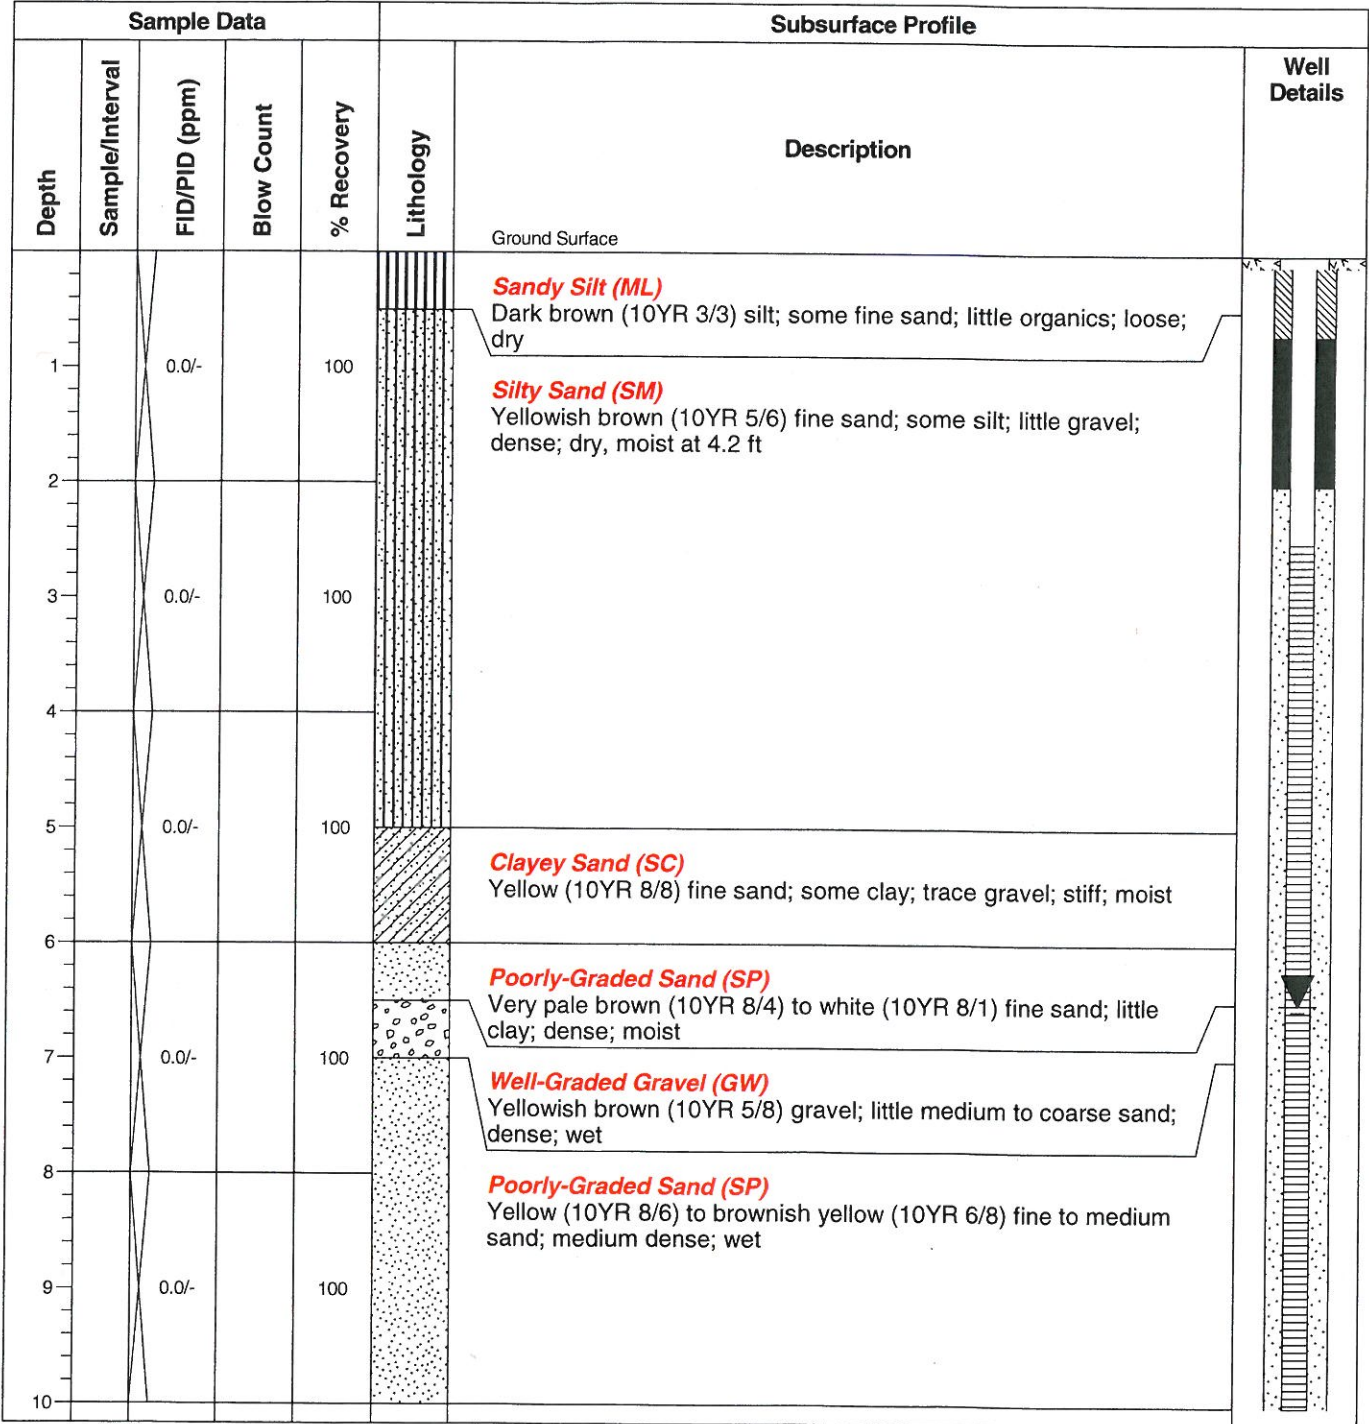 Sample Data
Subsurface Profile
Depth
Sample/Interval
FID/PID (ppm)
Blow Count
% Recovery
Lithology
Description
Well
Details
Ground Surface
Sandy Silt (ML)
Dark brown (10YR 3/3) silt; some fine sand; little organics; loose;
dry
1
0.0/-
100
Silty Sand (SM)
Yellowish brown (10YR 5/6) fine sand; some silt; little gravel;
dense; dry, moist at 4.2 ft
2
3
0.0/-
100
4
5
0.0/-
100
Clayey Sand (SC)
Yellow (10YR 8/8) fine sand; some clay; trace gravel; stiff; moist
6
Poorly-Graded Sand (SP)
Very pale brown (10YR 8/4) to white (10YR 8/1) fine sand; little
clay; dense; moist
7
0.0/-
100
Well-Graded Gravel (GW)
Yellowish brown (10YR 5/8) gravel; little medium to coarse sand;
dense; wet
8
Poorly-Graded Sand (SP)
Yellow (10YR 8/6) to brownish yellow (10YR 6/8) fine to medium
sand; medium dense; wet
9
0.0/-
100
10